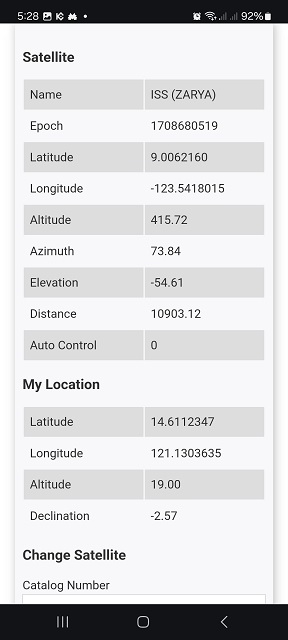 5:28 92%
Satellite
Name ISS (ZARYA)
Epoch 1708680519
Latitude 9.0062160
Longitude -123.5418015
Altitude 415.72
Azimuth 73.84
Elevation -54.61
Distance 10903.12
Auto Control 0
My Location
Latitude 14.6112347
Longitude 121.1303635
Altitude 19.00
Declination -2.57
Change Satellite
Catalog Number